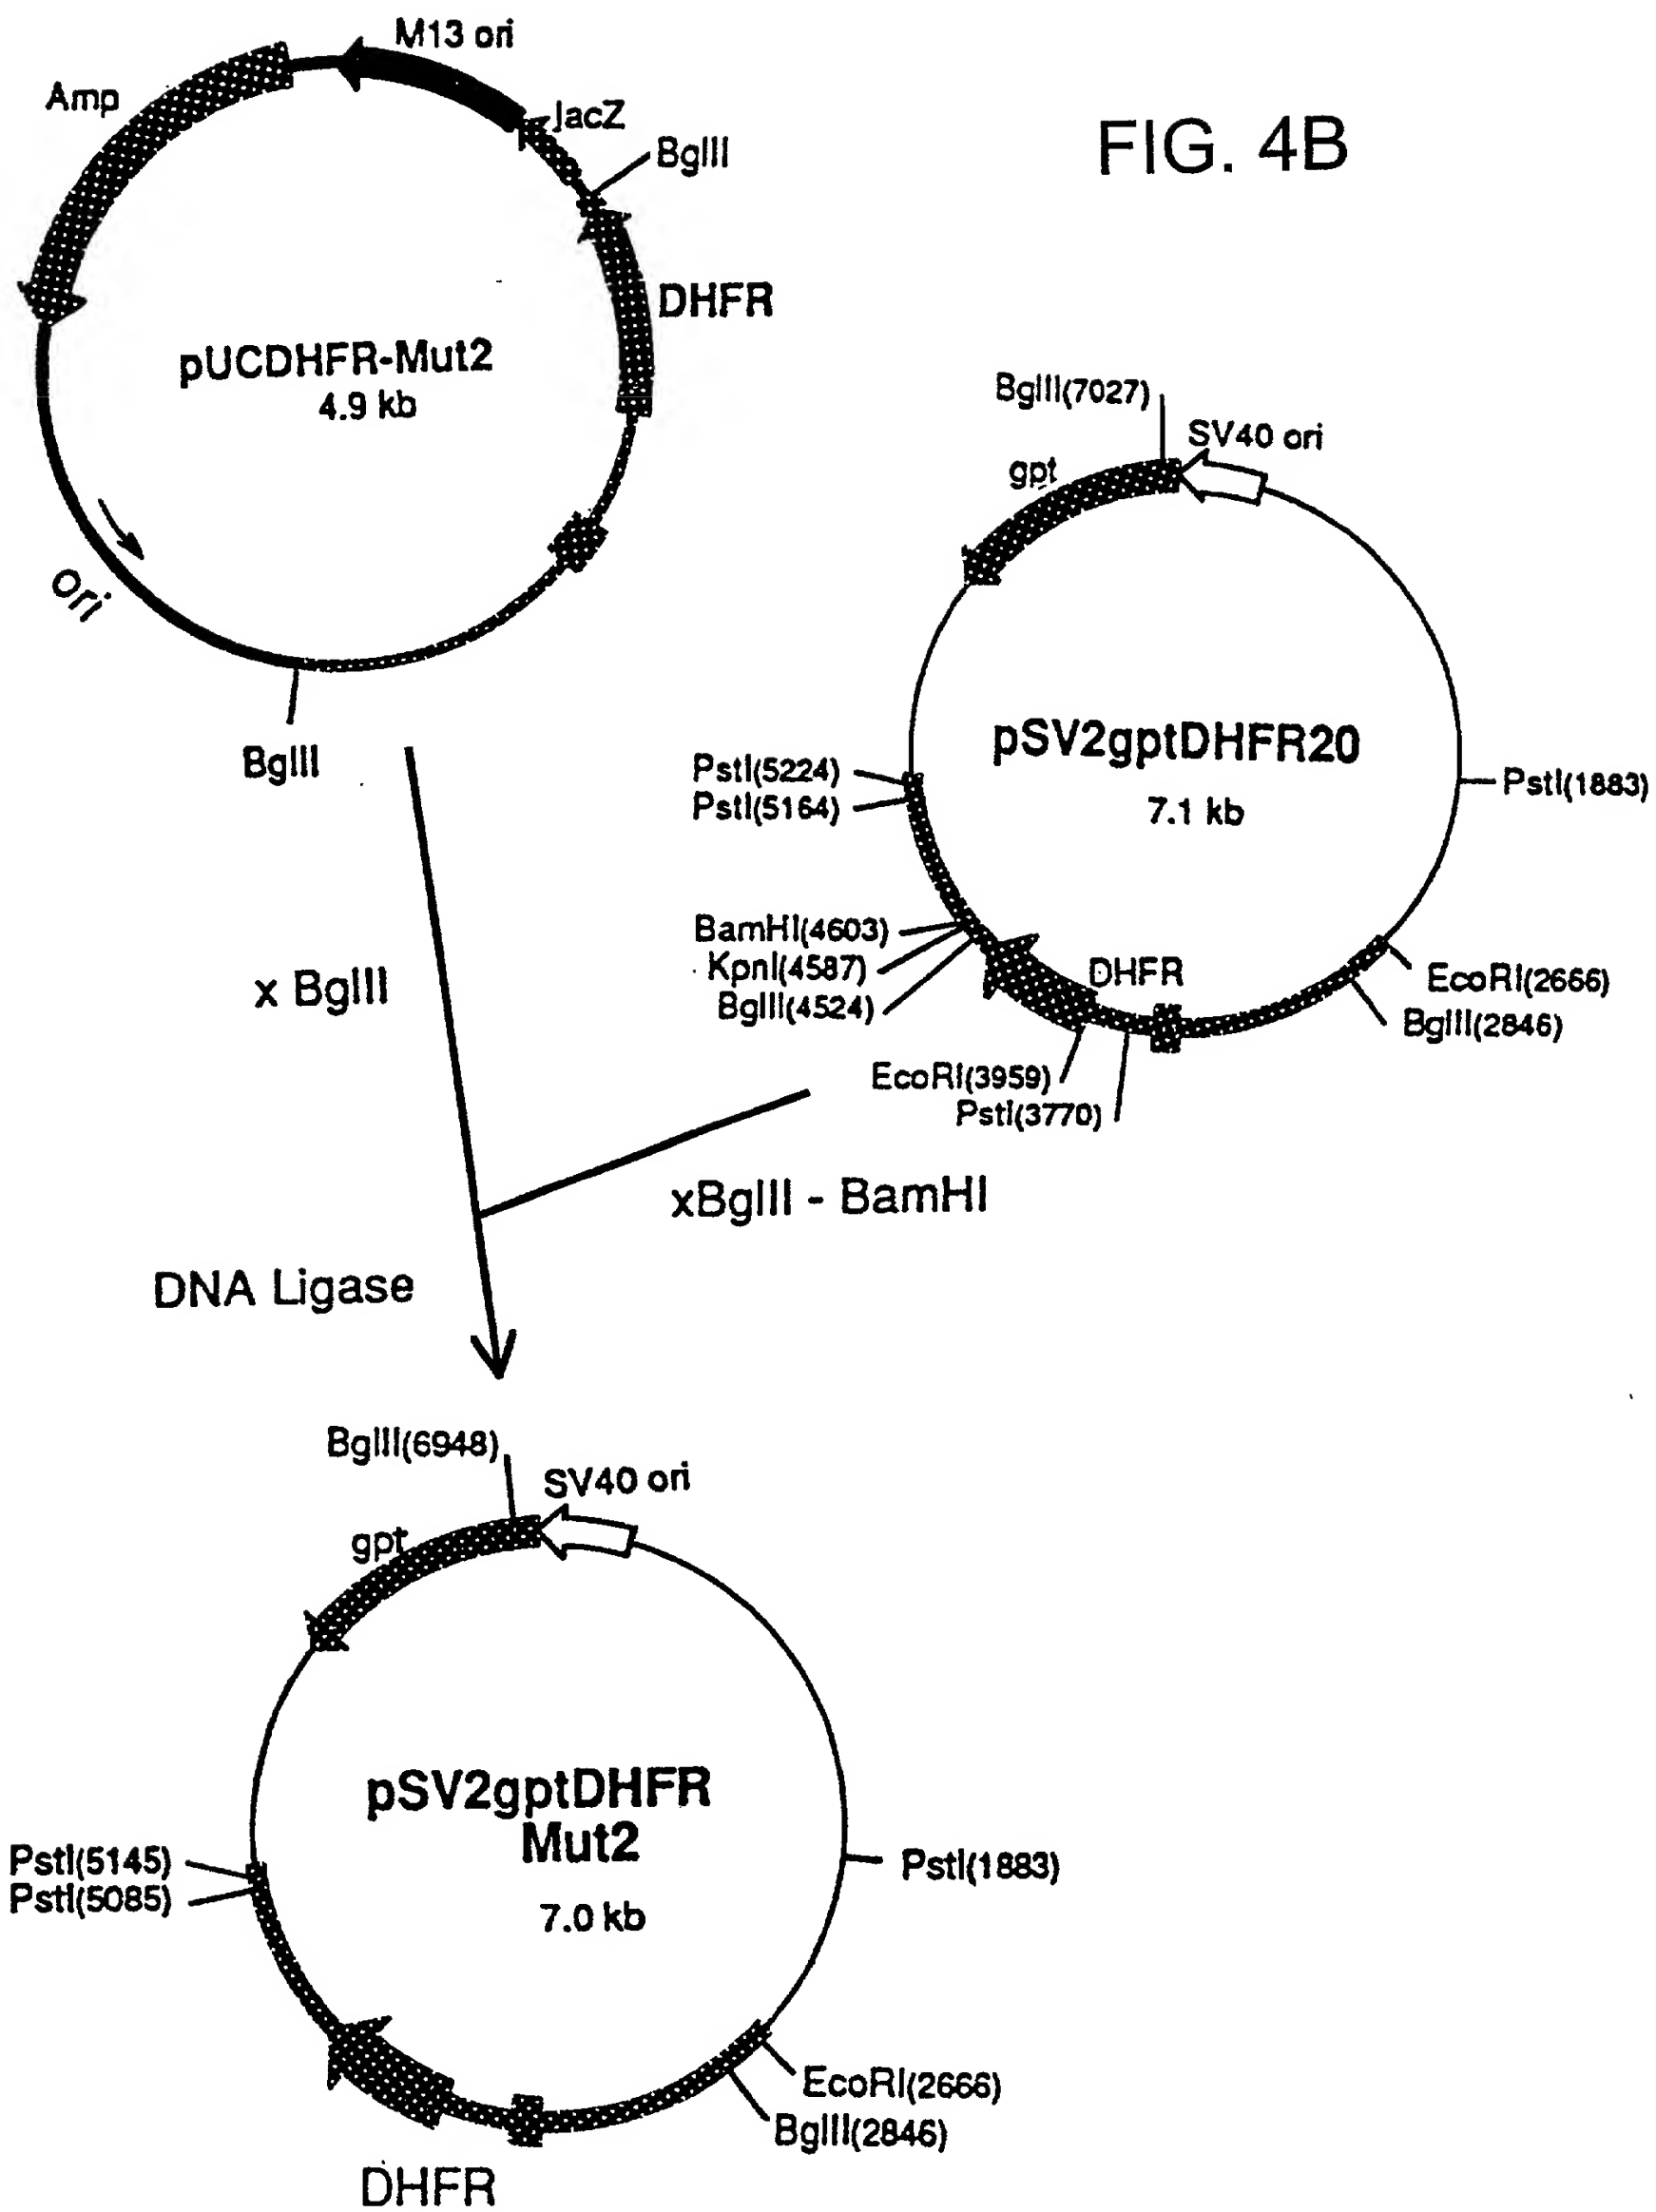 FIG. 4B
M13 ori
Amp
lacZ
BglII
DHFR
pUCDHFR-Mut2
4.9 kb
ori
BglII
BglII(7027)
SV40 ori
gpt
pSV2gptDHFR20
7.1 kb
PstI(5224)
PstI(5164)
PstI(1883)
BamHI(4603)
KpnI(4587)
BglII(4524)
DHFR
EcoRI(2666)
BglII(2846)
EcoRI(3959)
PstI(3770)
x BglII
xBglII - BamHI
DNA Ligase
BglII(6948)
SV40 ori
gpt
pSV2gptDHFR
Mut2
7.0 kb
PstI(5145)
PstI(5085)
PstI(1883)
EcoRI(2666)
BglII(2846)
DHFR